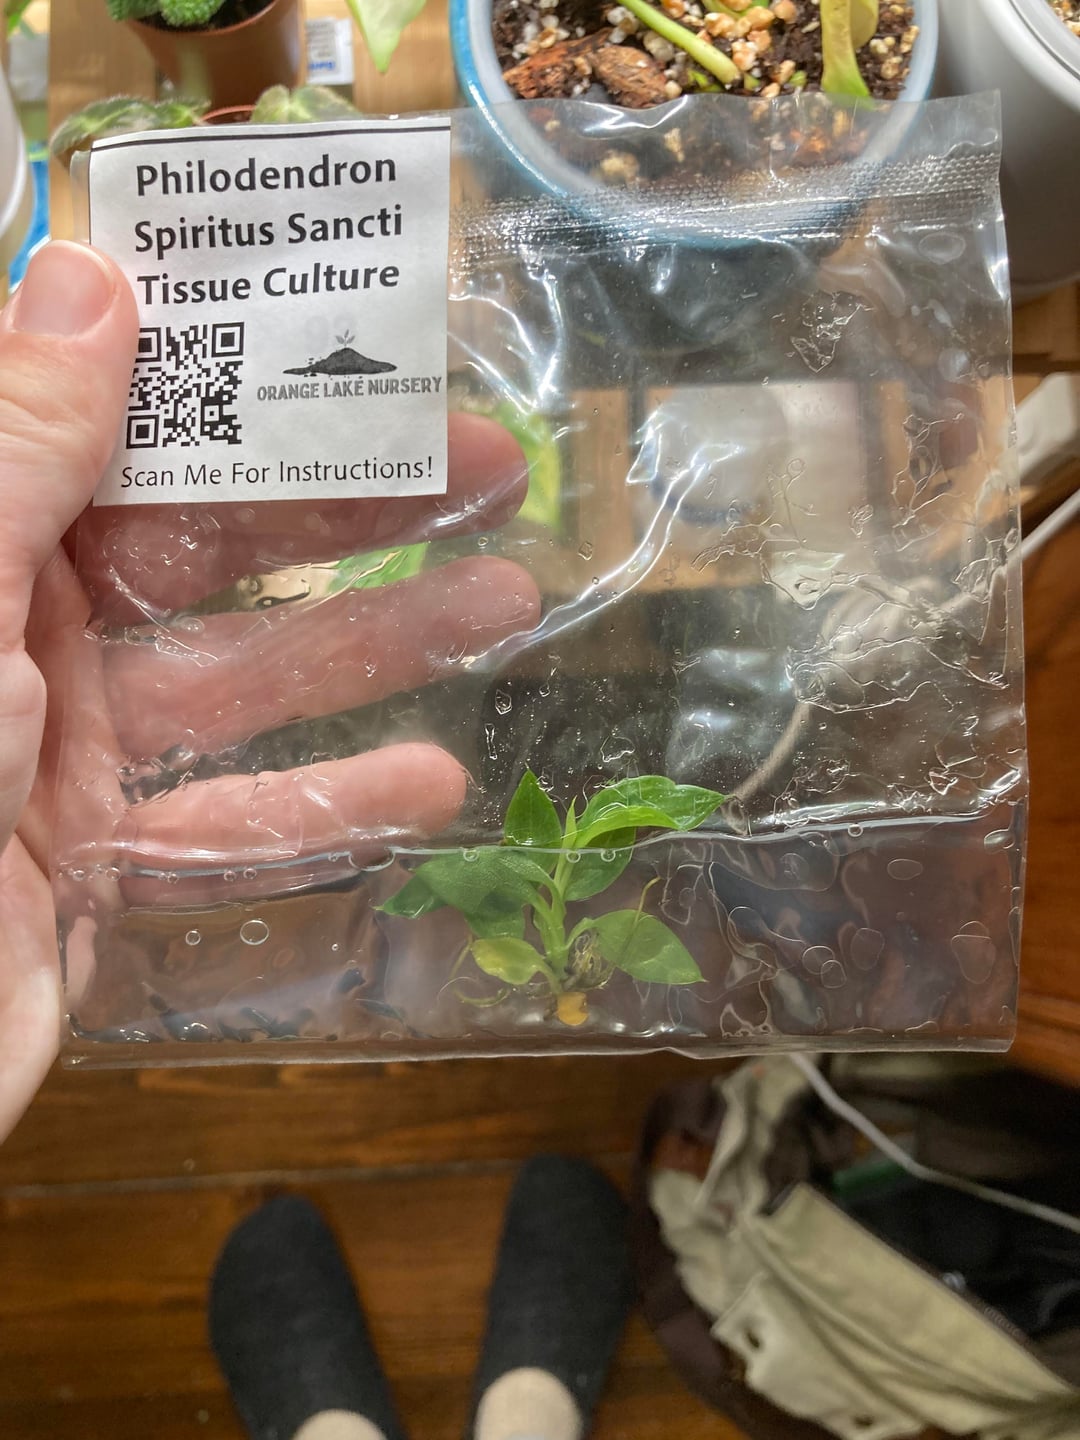 Philodendron
Spiritus Sancti
Tissue Culture
ORANGE LAKE NURSERY
Scan Me For Instructions!